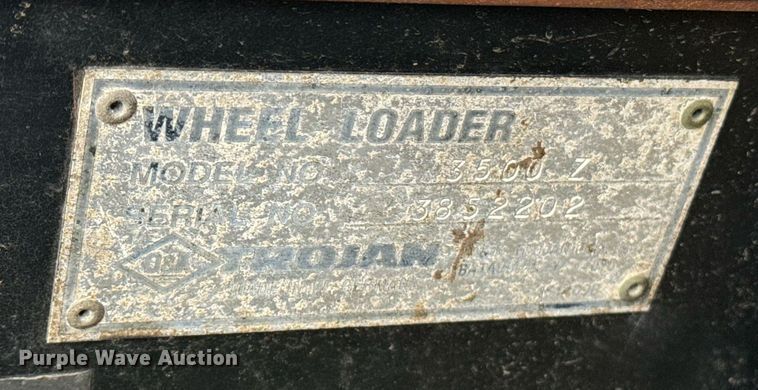 WHEEL LOADER
MODEL NO. 3500 Z
SERIAL NO. 3852202
TROJAN
Purple Wave Auction